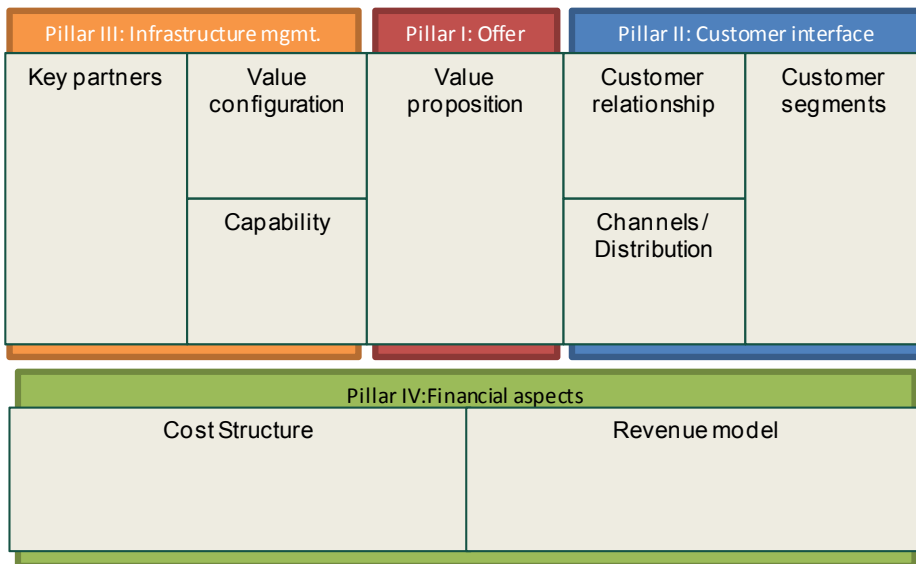 Pillar III: Infrastructure mgmt.
Pillar I: Offer
Pillar II: Customer interface
Key partners
Value
configuration
Capability
Value
proposition
Customer
relationship
Channels/
Distribution
Customer
segments
Pillar IV:Financial aspects
Cost Structure
Revenue model